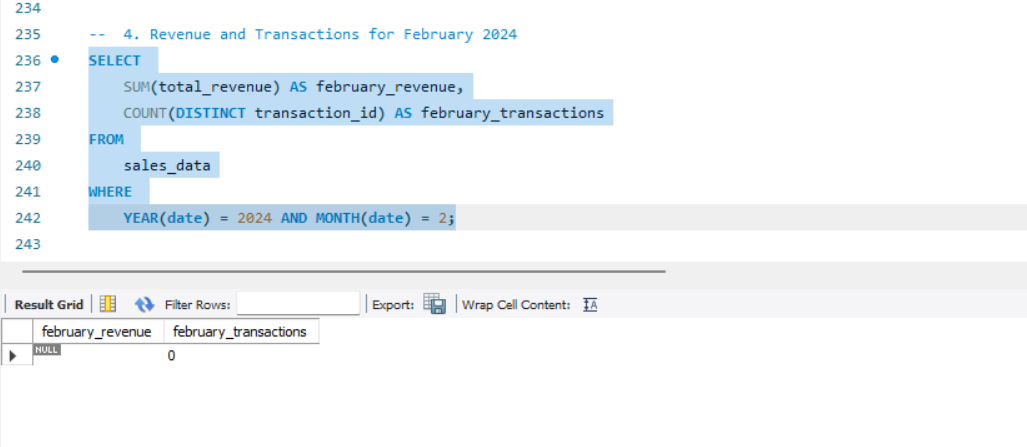 234
235 -- 4. Revenue and Transactions for February 2024
236 SELECT
237 SUM(total_revenue) AS february_revenue,
238 COUNT(DISTINCT transaction_id) AS february_transactions
239 FROM
240 sales_data
241 WHERE
242 YEAR(date) = 2024 AND MONTH(date) = 2;
243
Result Grid Filter Rows: Export: Wrap Cell Content: IA
february_revenue february_transactions
NULL 0